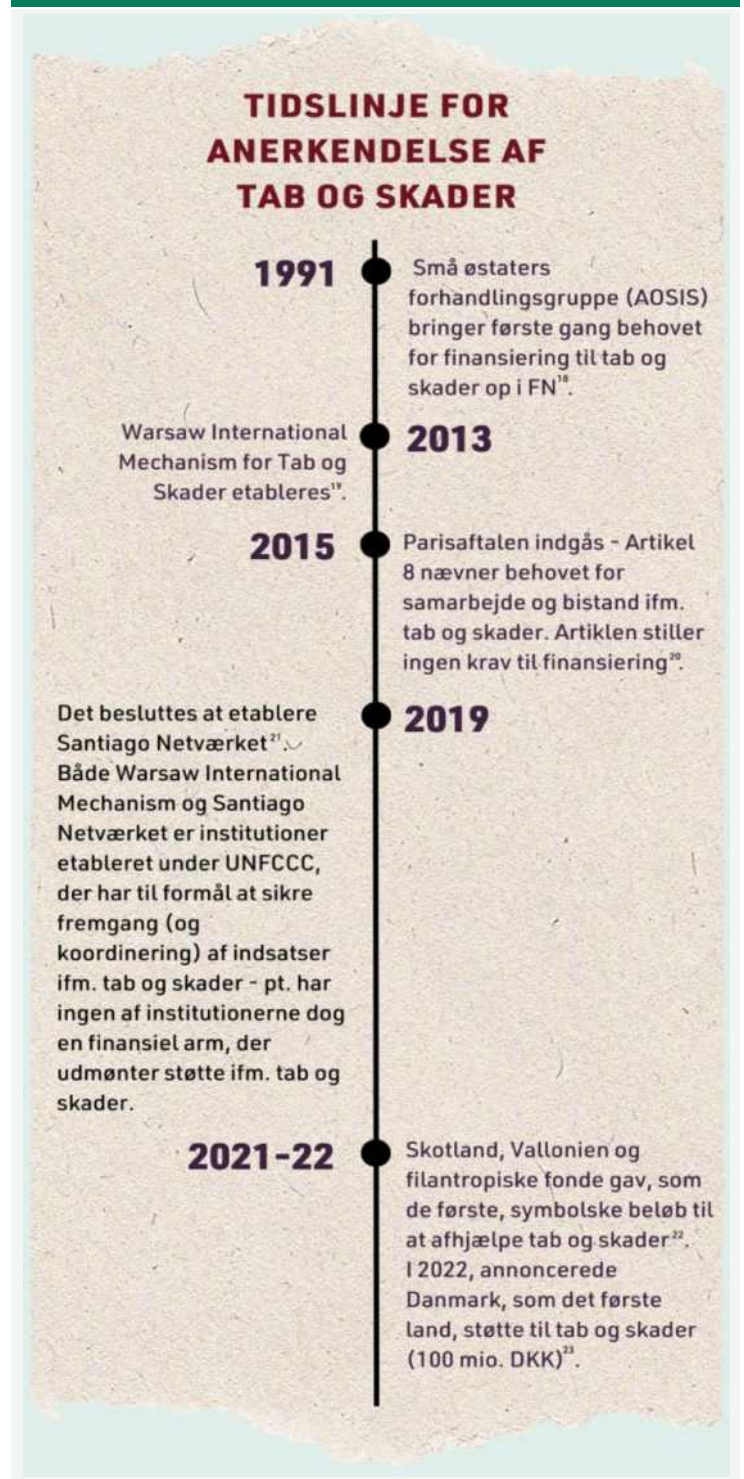 TIDSLINJE FOR
ANERKENDELSE AF
TAB OG SKADER
1991
Små østaters
forhandlingsgruppe (AOSIS)
bringer første gang behovet
for finansiering til tab og
skader op i FN¹⁸.
2013
Warsaw International
Mechanism for Tab og
Skader etableres¹⁹.
2015
Parisaftalen indgås - Artikel
8 nævner behovet for
samarbejde og bistand ifm.
tab og skader. Artiklen stiller
ingen krav til finansiering²⁰.
2019
Det besluttes at etablere
Santiago Netværket²¹.
Både Warsaw International
Mechanism og Santiago
Netværket er institutioner
etableret under UNFCCC,
der har til formål at sikre
fremgang (og
koordinering) af indsatser
ifm. tab og skader - pt. har
ingen af institutionerne dog
en finansiel arm, der
udmønter støtte ifm. tab og
skader.
2021-22
Skotland, Vallonien og
filantropiske fonde gav, som
de første, symbolske beløb til
at afhjælpe tab og skader²².
I 2022, annoncerede
Danmark, som det første
land, støtte til tab og skader
(100 mio. DKK)²³.